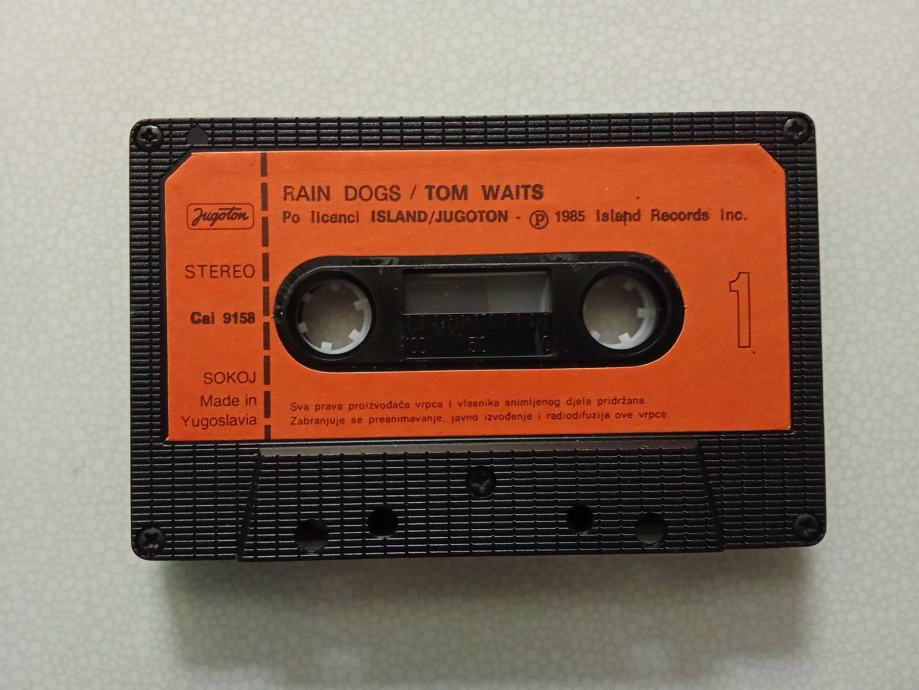 RAIN DOGS / TOM WAITS
Po licenci ISLAND/JUGOTON - Ⓟ 1985 Island Records Inc.
Jugoton
STEREO
Cai 9158
SOKOJ
Made in
Yugoslavia
1
100 50 0
Sva prava proizvođača vrpca i vlasnika snimljenog djela pridržana.
Zabranjuje se presnimavanje, javno izvođenje i radiodifuzija ove vrpce.